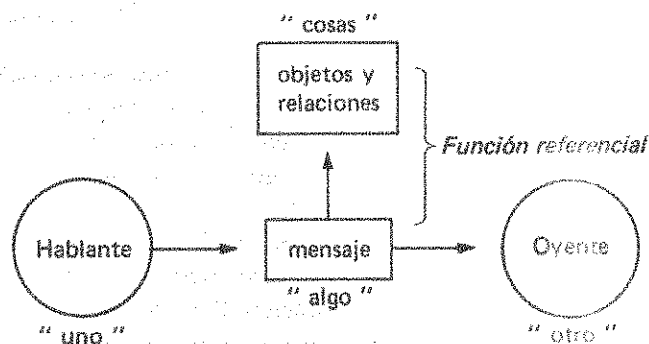 " cosas "
objetos y
relaciones
Función referencial
Hablante
mensaje
Oyente
" algo "
" uno "
" otro "